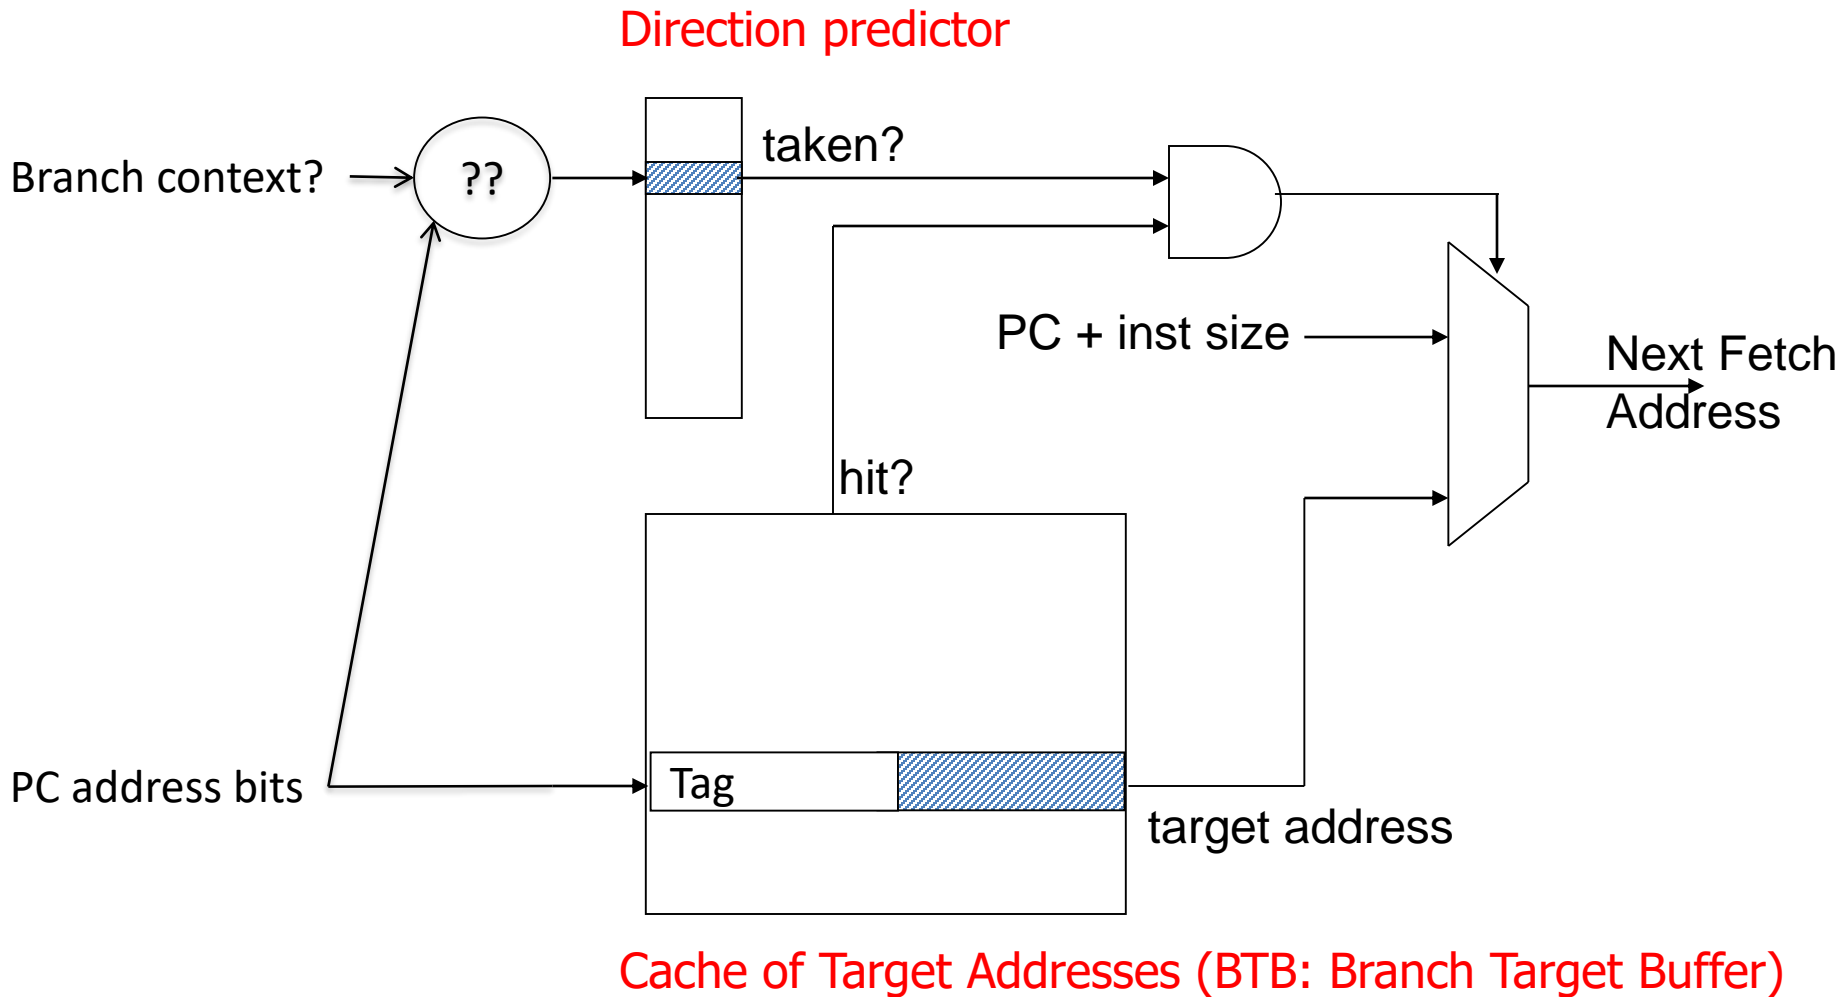 Direction predictor
taken?
Branch context?
??
PC + inst size
Next Fetch
Address
hit?
Tag
PC address bits
target address
Cache of Target Addresses (BTB: Branch Target Buffer)